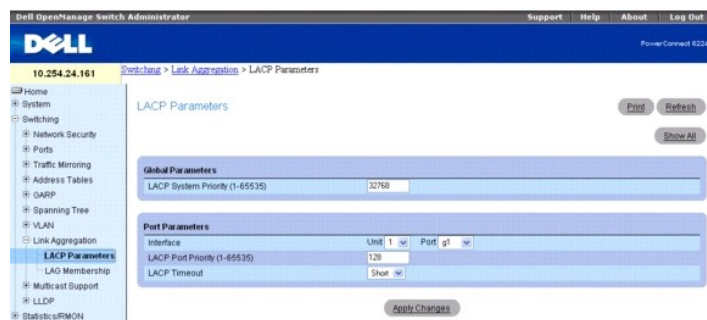 Dell OpenManage Switch Administrator
Support Help About Log Out
DELL
PowerConnect 622
10.254.24.161
Switching > Link Aggregation > LACP Parameters
Home
System
Switching
Network Security
Ports
Traffic Mirroring
Address Tables
GARP
Spanning Tree
VLAN
Link Aggregation
LACP Parameters
LAG Membership
Multicast Support
LLDP
Statistics/RMON
LACP Parameters
Print Refresh
Show All
Global Parameters
LACP System Priority (1-65535) 32768
Port Parameters
Interface Unit 1 Port g1
LACP Port Priority (1-65535) 128
LACP Timeout Short
Apply Changes